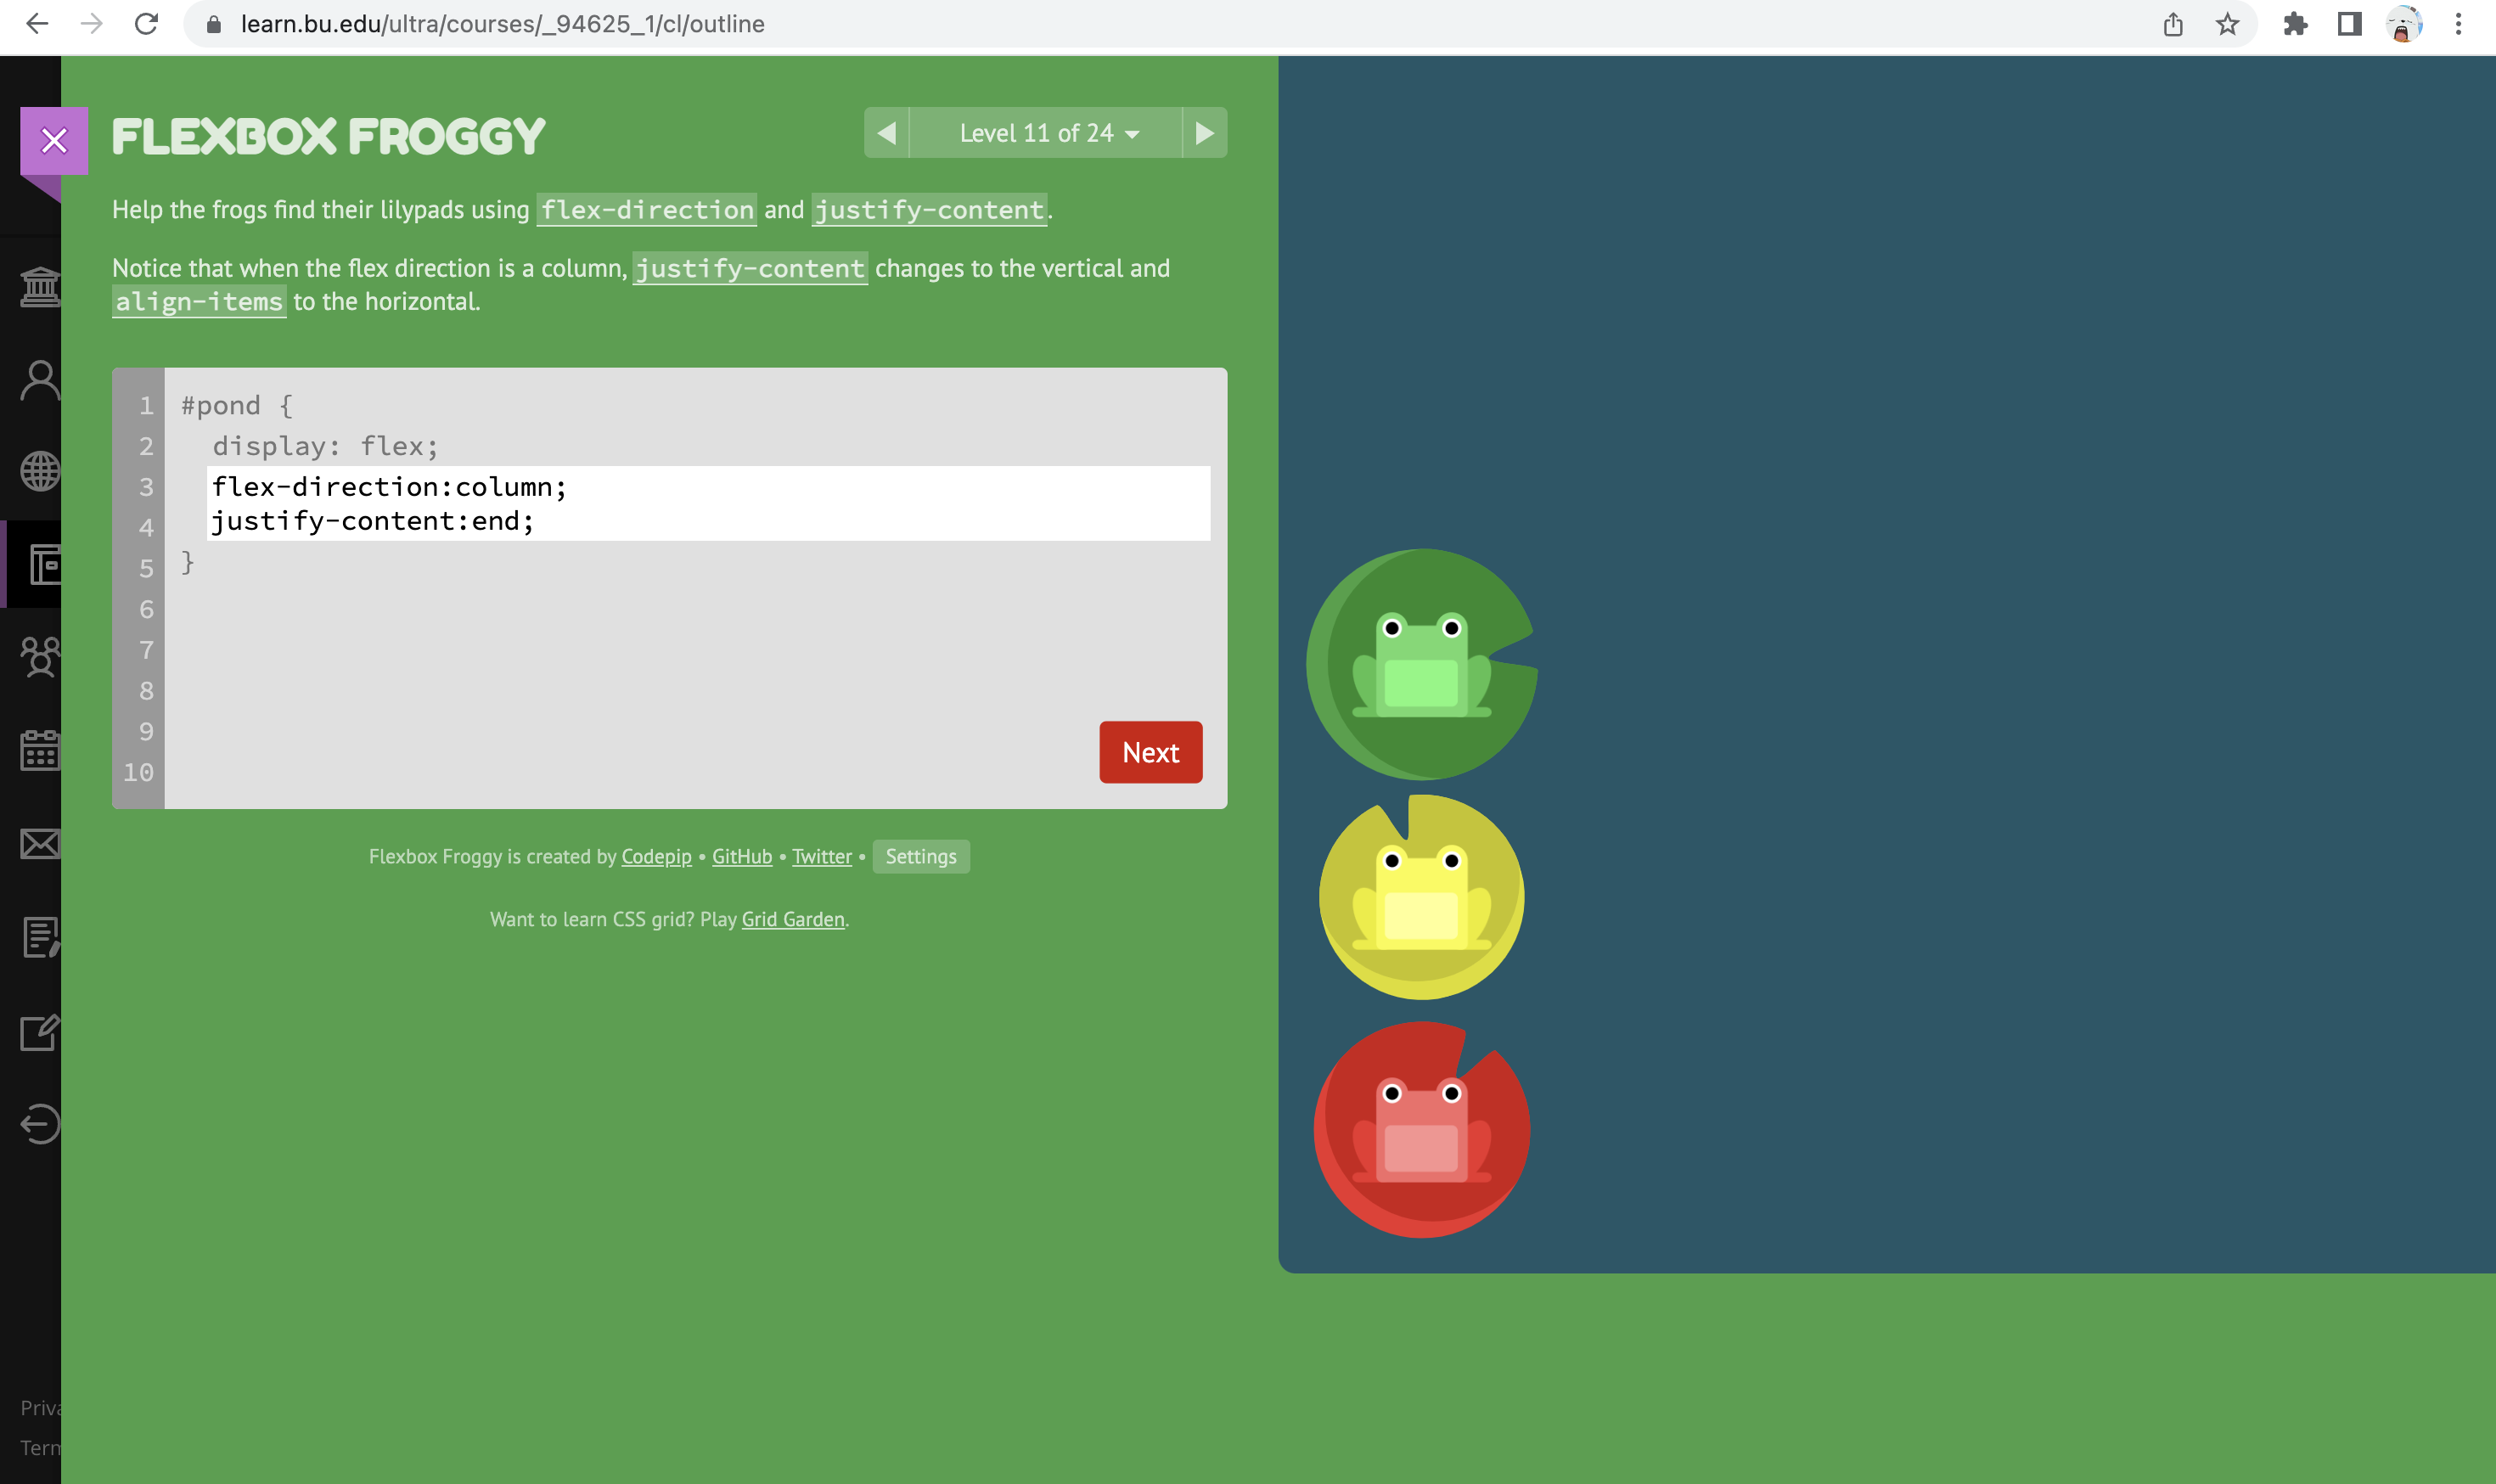 learn.bu.edu/ultra/courses/_94625_1/cl/outline
FLEXBOX FROGGY
Level 11 of 24
Help the frogs find their lilypads using flex-direction and justify-content.
Notice that when the flex direction is a column, justify-content changes to the vertical and
align-items to the horizontal.
1 #pond {
2 display: flex;
3 flex-direction:column;
4 justify-content:end;
5 }
6
7
8
9
10
Next
Flexbox Froggy is created by Codepip • GitHub • Twitter • Settings
Want to learn CSS grid? Play Grid Garden.
Priva
Term